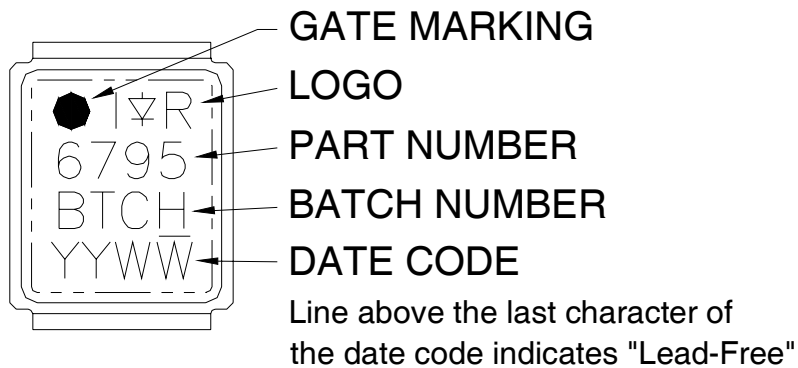 GATE MARKING
I R
LOGO
6795
PART NUMBER
BTCH
BATCH NUMBER
YYWW̅
DATE CODE
Line above the last character of
the date code indicates "Lead-Free"